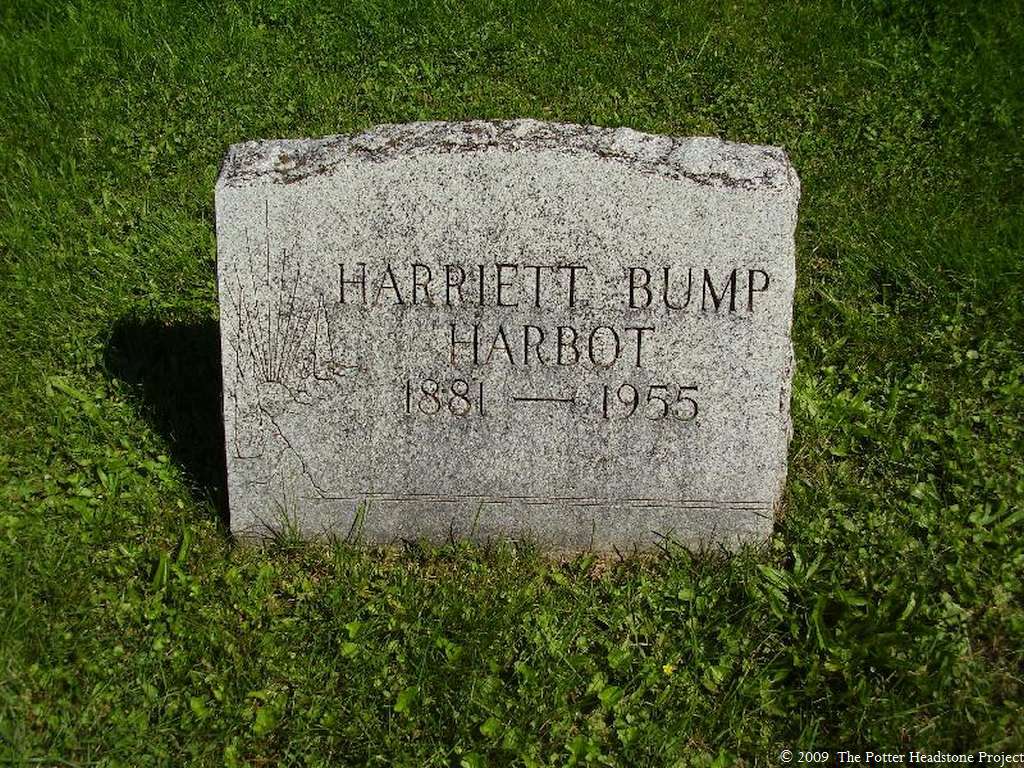 HARRIETT BUMP
HARBOT
1881 — 1955
© 2009 The Potter Headstone Project